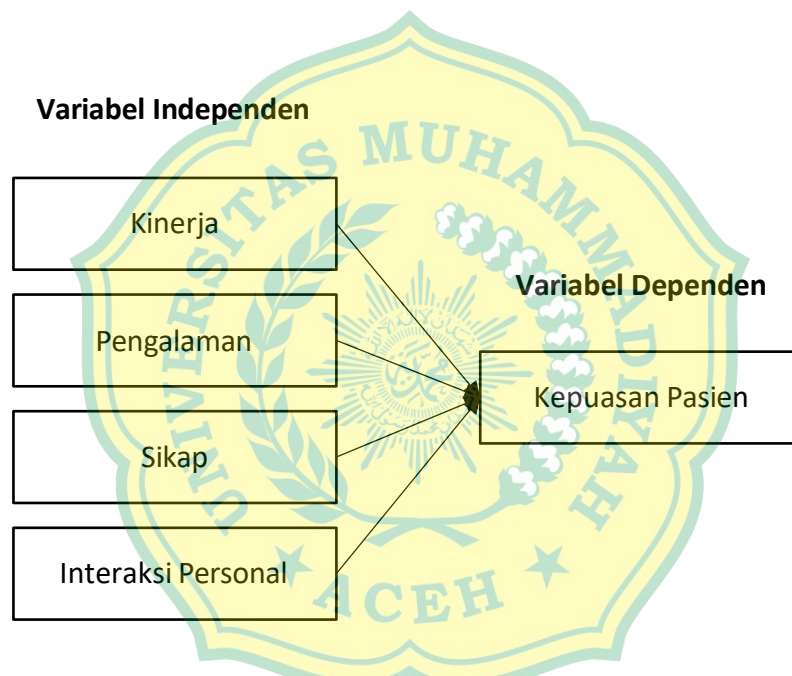 Variabel Independen
Kinerja
Pengalaman
Sikap
Interaksi Personal
Variabel Dependen
Kepuasan Pasien
UNIVERSITAS MUHAMMADIYAH
ACEH